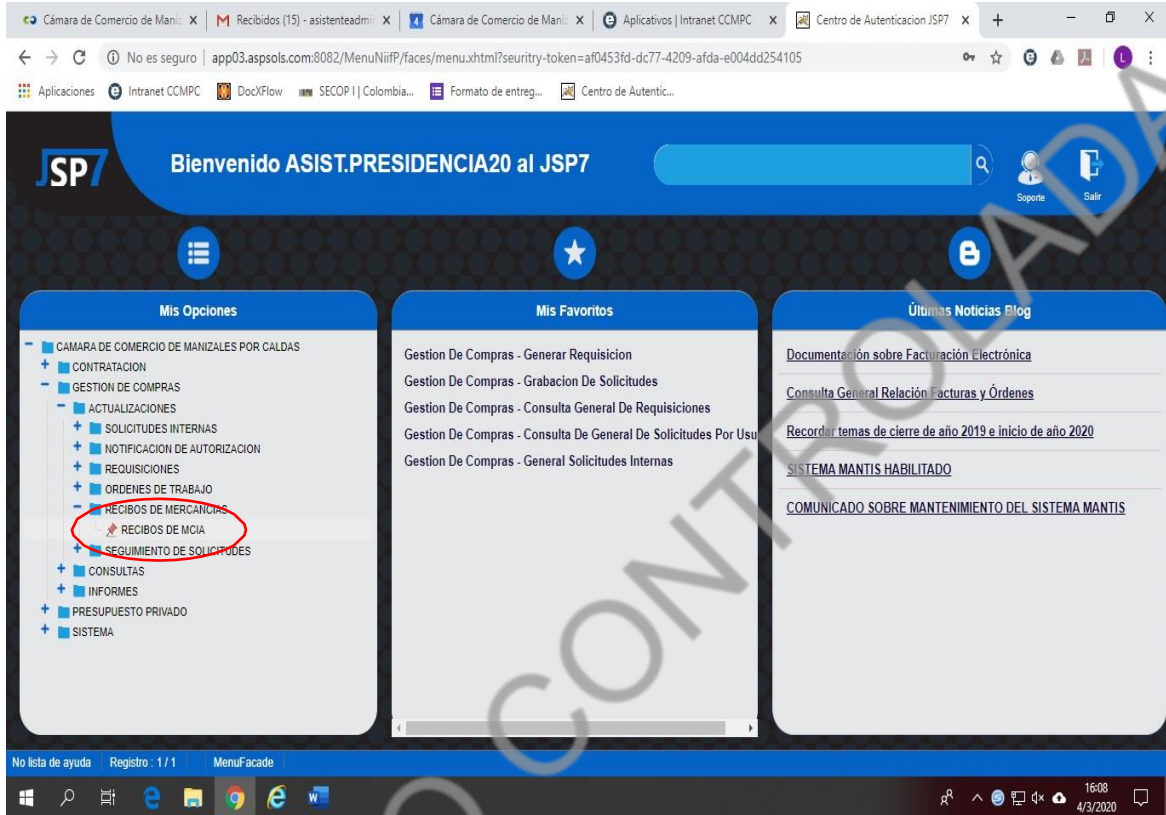 Cámara de Comercio de Maniz
Recibidos (15) - asistenteadmi
Cámara de Comercio de Maniz
Aplicativos | Intranet CCMPC
Centro de Autenticacion JSP7
No es seguro
app03.aspsols.com:8082/MenuNiifP/faces/menu.xhtml?seuritry-token=af0453fd-dc77-4209-afda-e004dd254105
L
Aplicaciones
Intranet CCMPC
DocXFlow
SECOP I | Colombia...
Formato de entreg...
Centro de Autentic...
JSP7
Bienvenido ASIST.PRESIDENCIA20 al JSP7
Soporte
Salir
Mis Opciones
CAMARA DE COMERCIO DE MANIZALES POR CALDAS
CONTRATACION
GESTION DE COMPRAS
ACTUALIZACIONES
SOLICITUDES INTERNAS
NOTIFICACION DE AUTORIZACION
REQUISICIONES
ORDENES DE TRABAJO
RECIBOS DE MERCANCIAS
RECIBOS DE MCIA
SEGUIMIENTO DE SOLICITUDES
CONSULTAS
INFORMES
PRESUPUESTO PRIVADO
SISTEMA
Mis Favoritos
Gestion De Compras - Generar Requisicion
Gestion De Compras - Grabacion De Solicitudes
Gestion De Compras - Consulta General De Requisiciones
Gestion De Compras - Consulta De General De Solicitudes Por Usu
Gestion De Compras - General Solicitudes Internas
Últimas Noticias Blog
Documentación sobre Facturación Electrónica
Consulta General Relación Facturas y Órdenes
Recordar temas de cierre de año 2019 e inicio de año 2020
SISTEMA MANTIS HABILITADO
COMUNICADO SOBRE MANTENIMIENTO DEL SISTEMA MANTIS
CONTROLADA
No lista de ayuda
Registro : 1 / 1
MenuFacade
16:08
4/3/2020